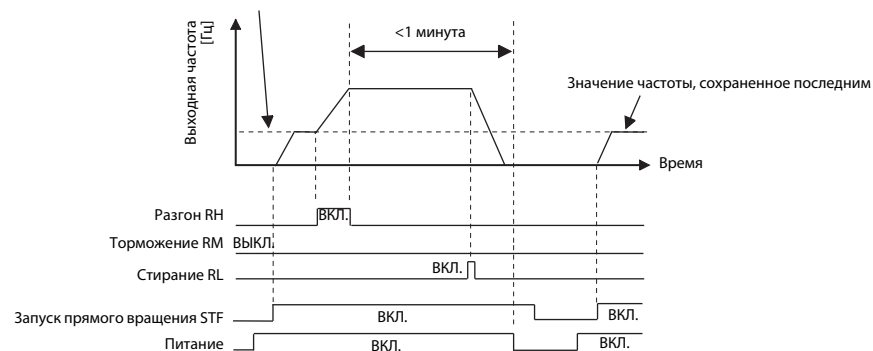 Выходная частота
[Гц]
<1 минута
Значение частоты, сохраненное последним
Время
Разгон RH
ВКЛ.
Торможение RM
ВЫКЛ.
Стирание RL
ВКЛ.
Запуск прямого вращения STF
ВКЛ.
ВКЛ.
Питание
ВКЛ.
ВКЛ.